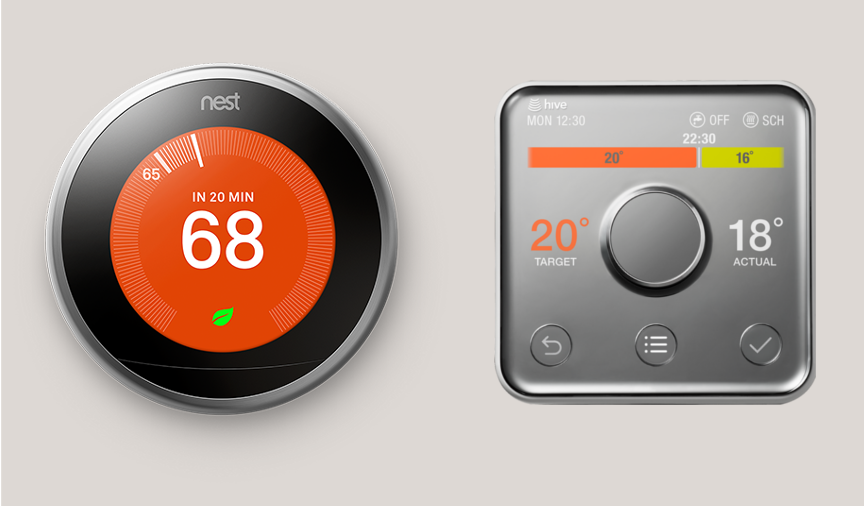 nest
65
IN 20 MIN
68
hive
MON 12:30 OFF SCH
22:30
20° 16°
20° 18°
TARGET ACTUAL